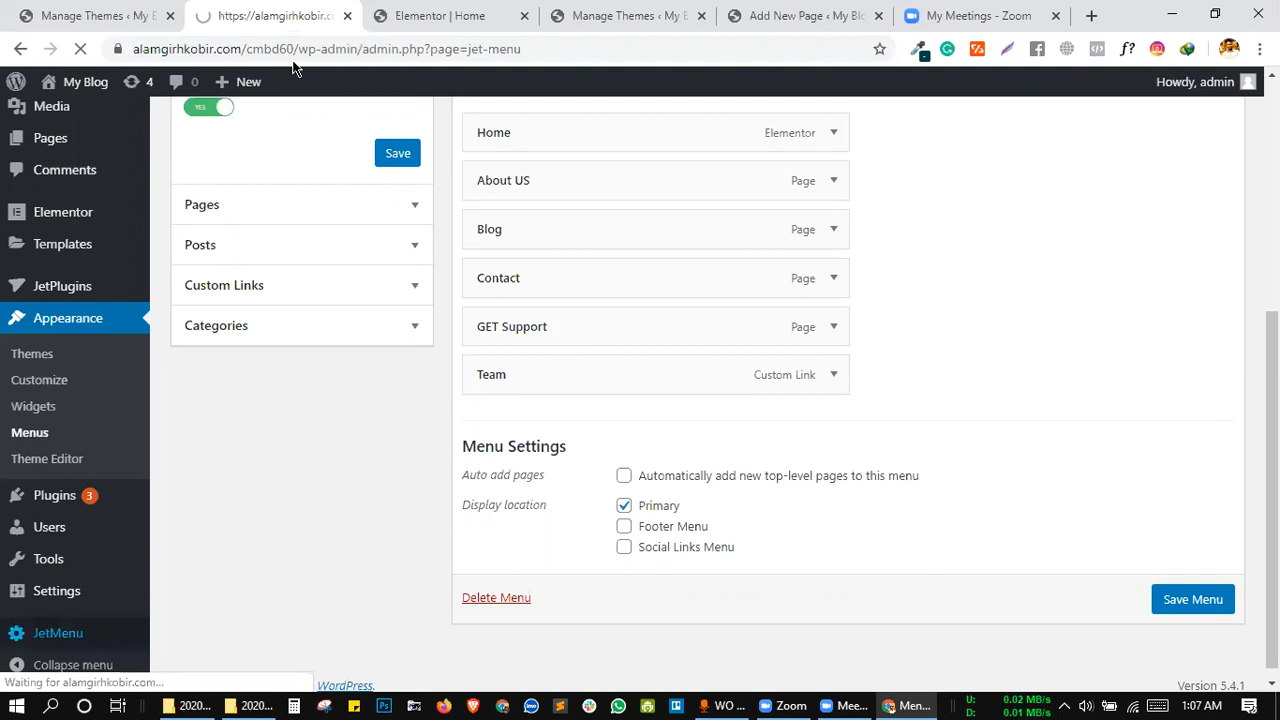 Manage Themes ‹ My E
https://alamgirhkobir.c
Elementor | Home
Manage Themes ‹ My E
Add New Page ‹ My Blo
My Meetings - Zoom
alamgirhkobir.com/cmbd60/wp-admin/admin.php?page=jet-menu
My Blog
4
0
New
Howdy, admin
Media
Pages
Comments
Elementor
Templates
JetPlugins
Appearance
Themes
Customize
Widgets
Menus
Theme Editor
Plugins 3
Users
Tools
Settings
JetMenu
Collapse menu
YES
Save
Pages
Posts
Custom Links
Categories
Home Elementor
About US Page
Blog Page
Contact Page
GET Support Page
Team Custom Link
Menu Settings
Auto add pages
Automatically add new top-level pages to this menu
Display location
Primary
Footer Menu
Social Links Menu
Delete Menu
Save Menu
Waiting for alamgirhkobir.com...
WordPress.
Version 5.4.1
2020...
2020...
WO ...
Zoom
Mee...
Men...
U: 0.02 MB/s
D: 0.01 MB/s
1:07 AM